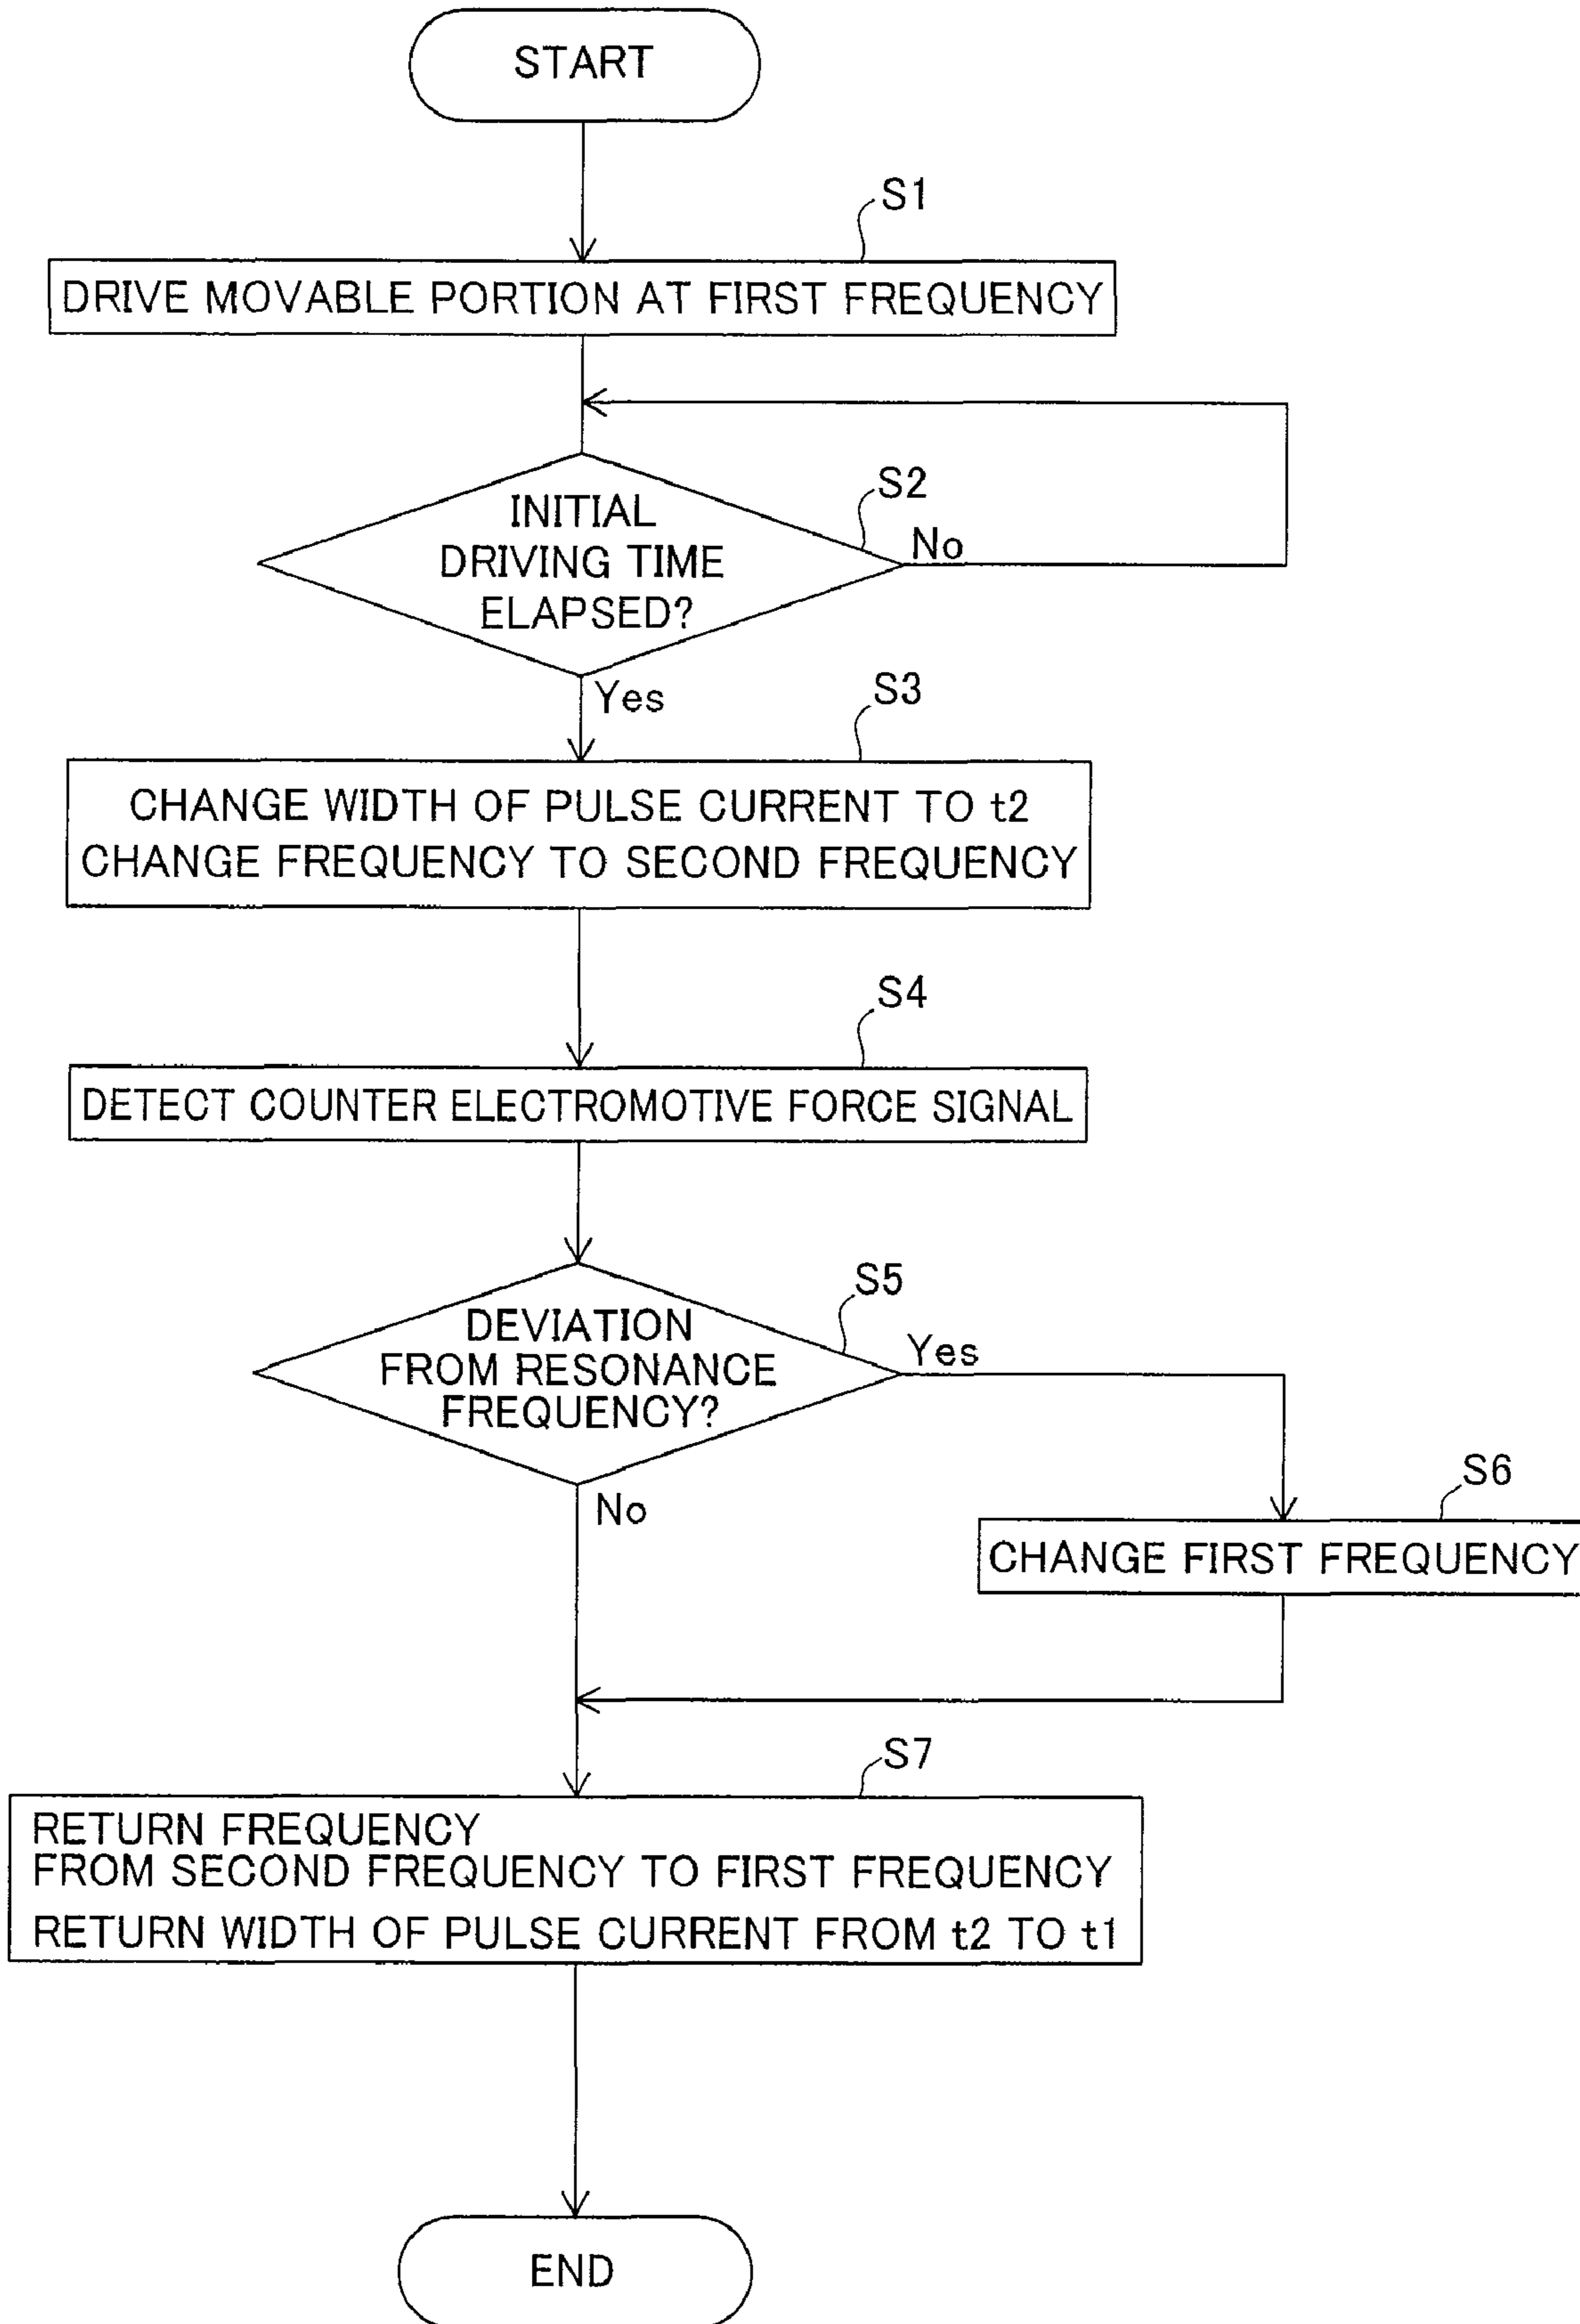 START
S1
DRIVE MOVABLE PORTION AT FIRST FREQUENCY
S2
INITIAL
DRIVING TIME
ELAPSED?
No
Yes
S3
CHANGE WIDTH OF PULSE CURRENT TO t2
CHANGE FREQUENCY TO SECOND FREQUENCY
S4
DETECT COUNTER ELECTROMOTIVE FORCE SIGNAL
S5
DEVIATION
FROM RESONANCE
FREQUENCY?
Yes
No
S6
CHANGE FIRST FREQUENCY
S7
RETURN FREQUENCY
FROM SECOND FREQUENCY TO FIRST FREQUENCY
RETURN WIDTH OF PULSE CURRENT FROM t2 TO t1
END